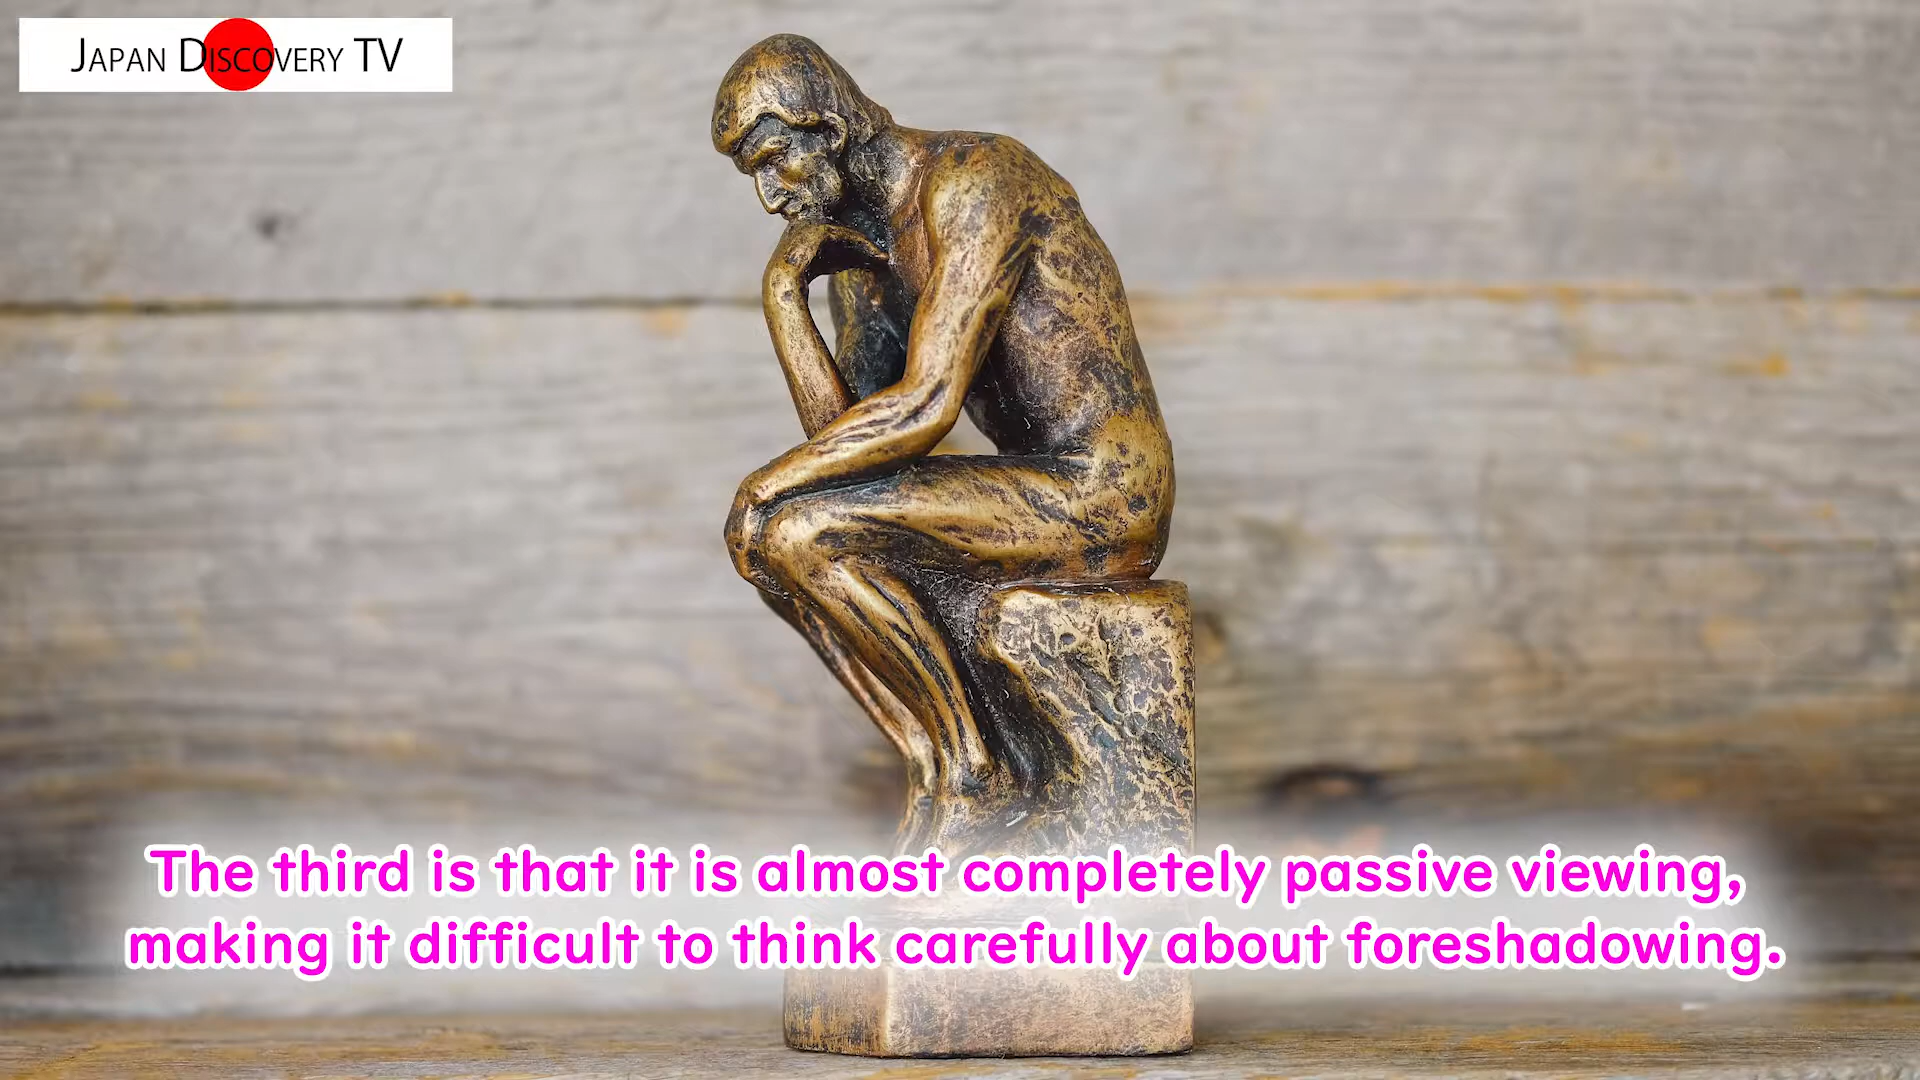 JAPAN DISCOVERY TV
The third is that it is almost completely passive viewing,
making it difficult to think carefully about foreshadowing.